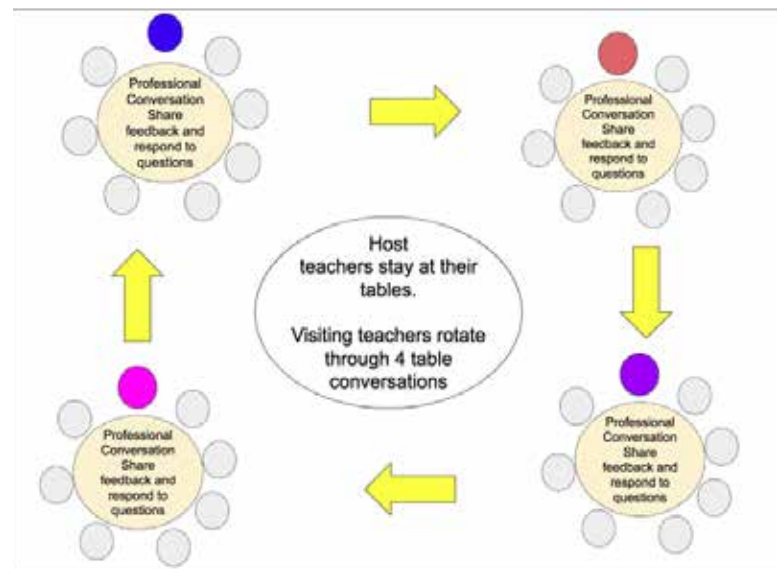 Professional
Conversation
Share
feedback and
respond to
questions
Professional
Conversation
Share
feedback and
respond to
questions
Host
teachers stay at their
tables.
Visiting teachers rotate
through 4 table
conversations
Professional
Conversation
Share
feedback and
respond to
questions
Professional
Conversation
Share
feedback and
respond to
questions